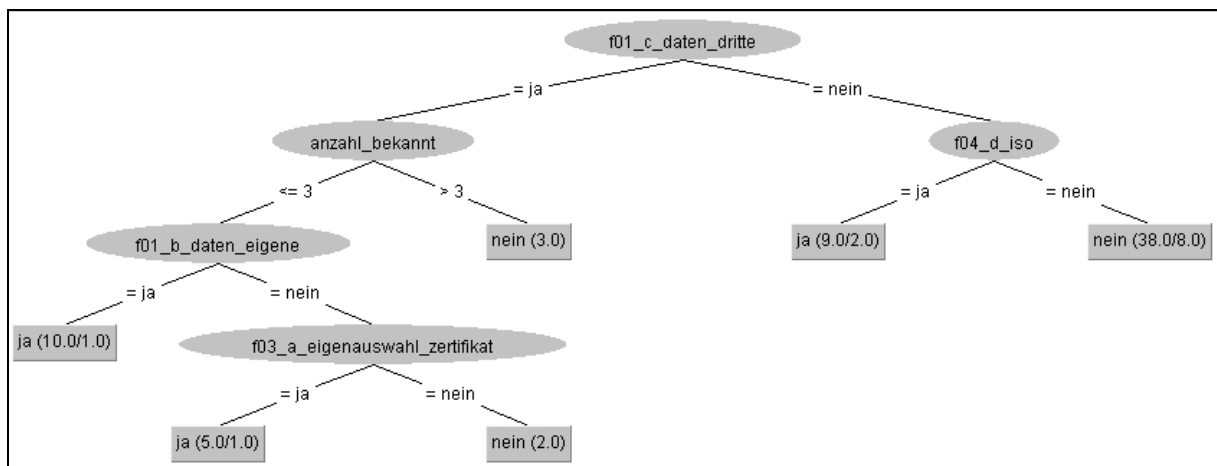 f01_c_daten_dritte
= ja
= nein
anzahl_bekannt
f04_d_iso
<= 3
> 3
= ja
= nein
f01_b_daten_eigene
nein (3.0)
ja (9.0/2.0)
nein (38.0/8.0)
= ja
= nein
ja (10.0/1.0)
f03_a_eigenauswahl_zertifikat
= ja
= nein
ja (5.0/1.0)
nein (2.0)